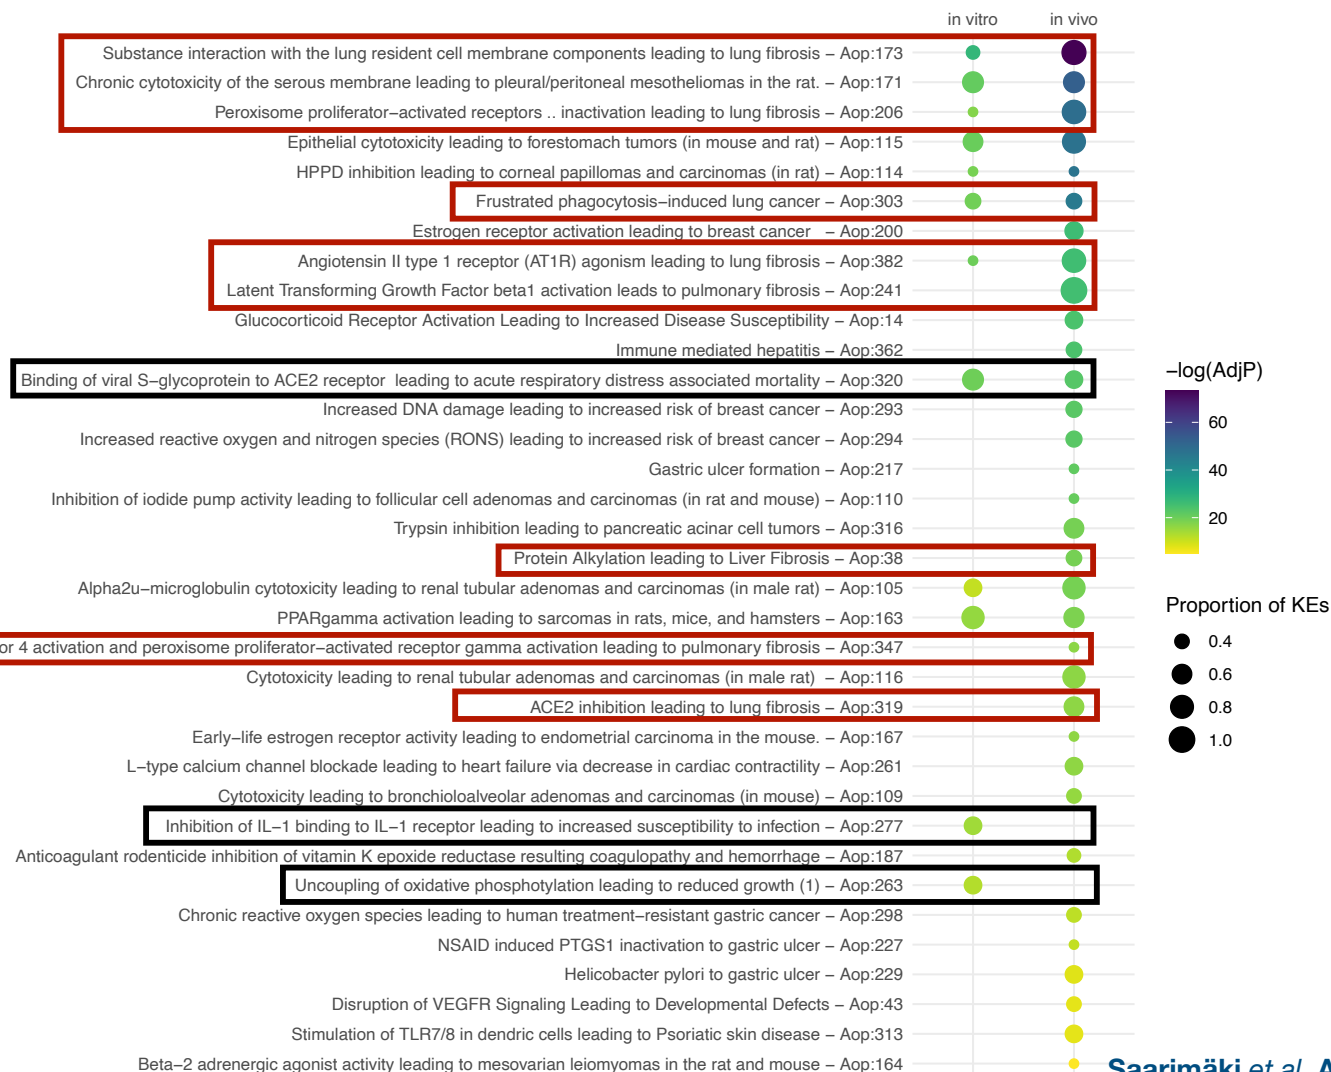 in vitro in vivo
Substance interaction with the lung resident cell membrane components leading to lung fibrosis – Aop:173
Chronic cytotoxicity of the serous membrane leading to pleural/peritoneal mesotheliomas in the rat. – Aop:171
Peroxisome proliferator–activated receptors .. inactivation leading to lung fibrosis – Aop:206
Epithelial cytotoxicity leading to forestomach tumors (in mouse and rat) – Aop:115
HPPD inhibition leading to corneal papillomas and carcinomas (in rat) – Aop:114
Frustrated phagocytosis–induced lung cancer – Aop:303
Estrogen receptor activation leading to breast cancer – Aop:200
Angiotensin II type 1 receptor (AT1R) agonism leading to lung fibrosis – Aop:382
Latent Transforming Growth Factor beta1 activation leads to pulmonary fibrosis – Aop:241
Glucocorticoid Receptor Activation Leading to Increased Disease Susceptibility – Aop:14
Immune mediated hepatitis – Aop:362
Binding of viral S–glycoprotein to ACE2 receptor leading to acute respiratory distress associated mortality – Aop:320
Increased DNA damage leading to increased risk of breast cancer – Aop:293
Increased reactive oxygen and nitrogen species (RONS) leading to increased risk of breast cancer – Aop:294
Gastric ulcer formation – Aop:217
Inhibition of iodide pump activity leading to follicular cell adenomas and carcinomas (in rat and mouse) – Aop:110
Trypsin inhibition leading to pancreatic acinar cell tumors – Aop:316
Protein Alkylation leading to Liver Fibrosis – Aop:38
Alpha2u–microglobulin cytotoxicity leading to renal tubular adenomas and carcinomas (in male rat) – Aop:105
PPARgamma activation leading to sarcomas in rats, mice, and hamsters – Aop:163
or 4 activation and peroxisome proliferator–activated receptor gamma activation leading to pulmonary fibrosis – Aop:347
Cytotoxicity leading to renal tubular adenomas and carcinomas (in male rat) – Aop:116
ACE2 inhibition leading to lung fibrosis – Aop:319
Early–life estrogen receptor activity leading to endometrial carcinoma in the mouse. – Aop:167
L–type calcium channel blockade leading to heart failure via decrease in cardiac contractility – Aop:261
Cytotoxicity leading to bronchioloalveolar adenomas and carcinomas (in mouse) – Aop:109
Inhibition of IL–1 binding to IL–1 receptor leading to increased susceptibility to infection – Aop:277
Anticoagulant rodenticide inhibition of vitamin K epoxide reductase resulting coagulopathy and hemorrhage – Aop:187
Uncoupling of oxidative phosphotylation leading to reduced growth (1) – Aop:263
Chronic reactive oxygen species leading to human treatment–resistant gastric cancer – Aop:298
NSAID induced PTGS1 inactivation to gastric ulcer – Aop:227
Helicobacter pylori to gastric ulcer – Aop:229
Disruption of VEGFR Signaling Leading to Developmental Defects – Aop:43
Stimulation of TLR7/8 in dendric cells leading to Psoriatic skin disease – Aop:313
Beta–2 adrenergic agonist activity leading to mesovarian leiomyomas in the rat and mouse – Aop:164
–log(AdjP)
60
40
20
Proportion of KEs
0.4
0.6
0.8
1.0
Saarimäki et al. A